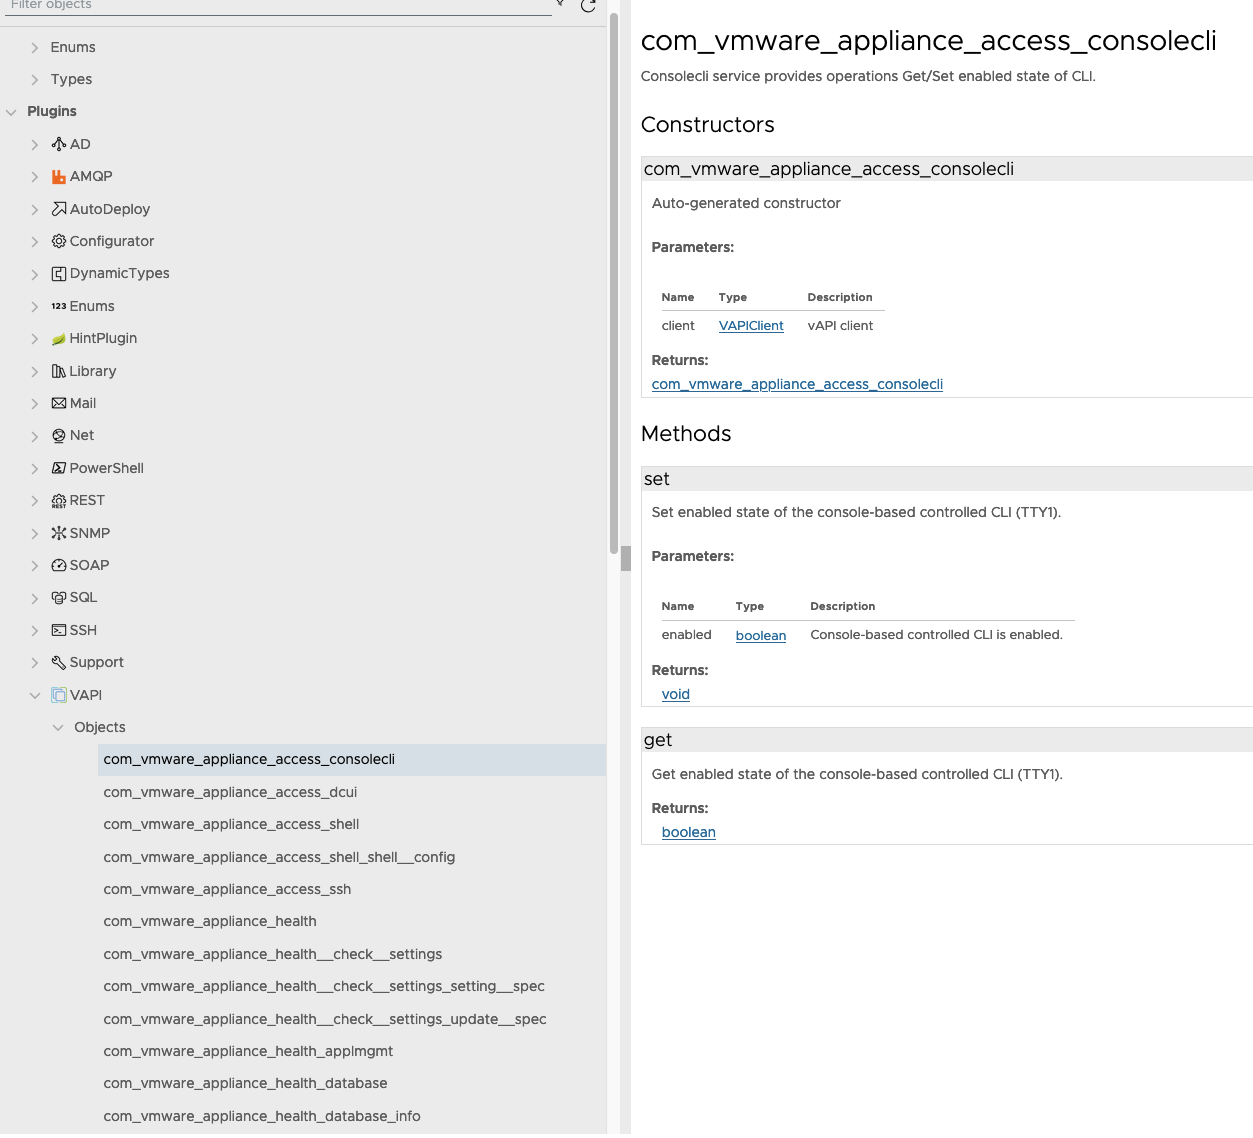 Filter objects
Enums
Types
Plugins
AD
AMQP
AutoDeploy
Configurator
DynamicTypes
123 Enums
HintPlugin
Library
Mail
Net
PowerShell
REST
SNMP
SOAP
SQL
SSH
Support
VAPI
Objects
com_vmware_appliance_access_consolecli
com_vmware_appliance_access_dcui
com_vmware_appliance_access_shell
com_vmware_appliance_access_shell_shell__config
com_vmware_appliance_access_ssh
com_vmware_appliance_health
com_vmware_appliance_health__check__settings
com_vmware_appliance_health__check__settings_setting__spec
com_vmware_appliance_health__check__settings_update__spec
com_vmware_appliance_health_applmgmt
com_vmware_appliance_health_database
com_vmware_appliance_health_database_info
com_vmware_appliance_access_consolecli
Consolecli service provides operations Get/Set enabled state of CLI.
Constructors
com_vmware_appliance_access_consolecli
Auto-generated constructor
Parameters:
Name Type Description
client VAPIClient vAPI client
Returns:
com_vmware_appliance_access_consolecli
Methods
set
Set enabled state of the console-based controlled CLI (TTY1).
Parameters:
Name Type Description
enabled boolean Console-based controlled CLI is enabled.
Returns:
void
get
Get enabled state of the console-based controlled CLI (TTY1).
Returns:
boolean